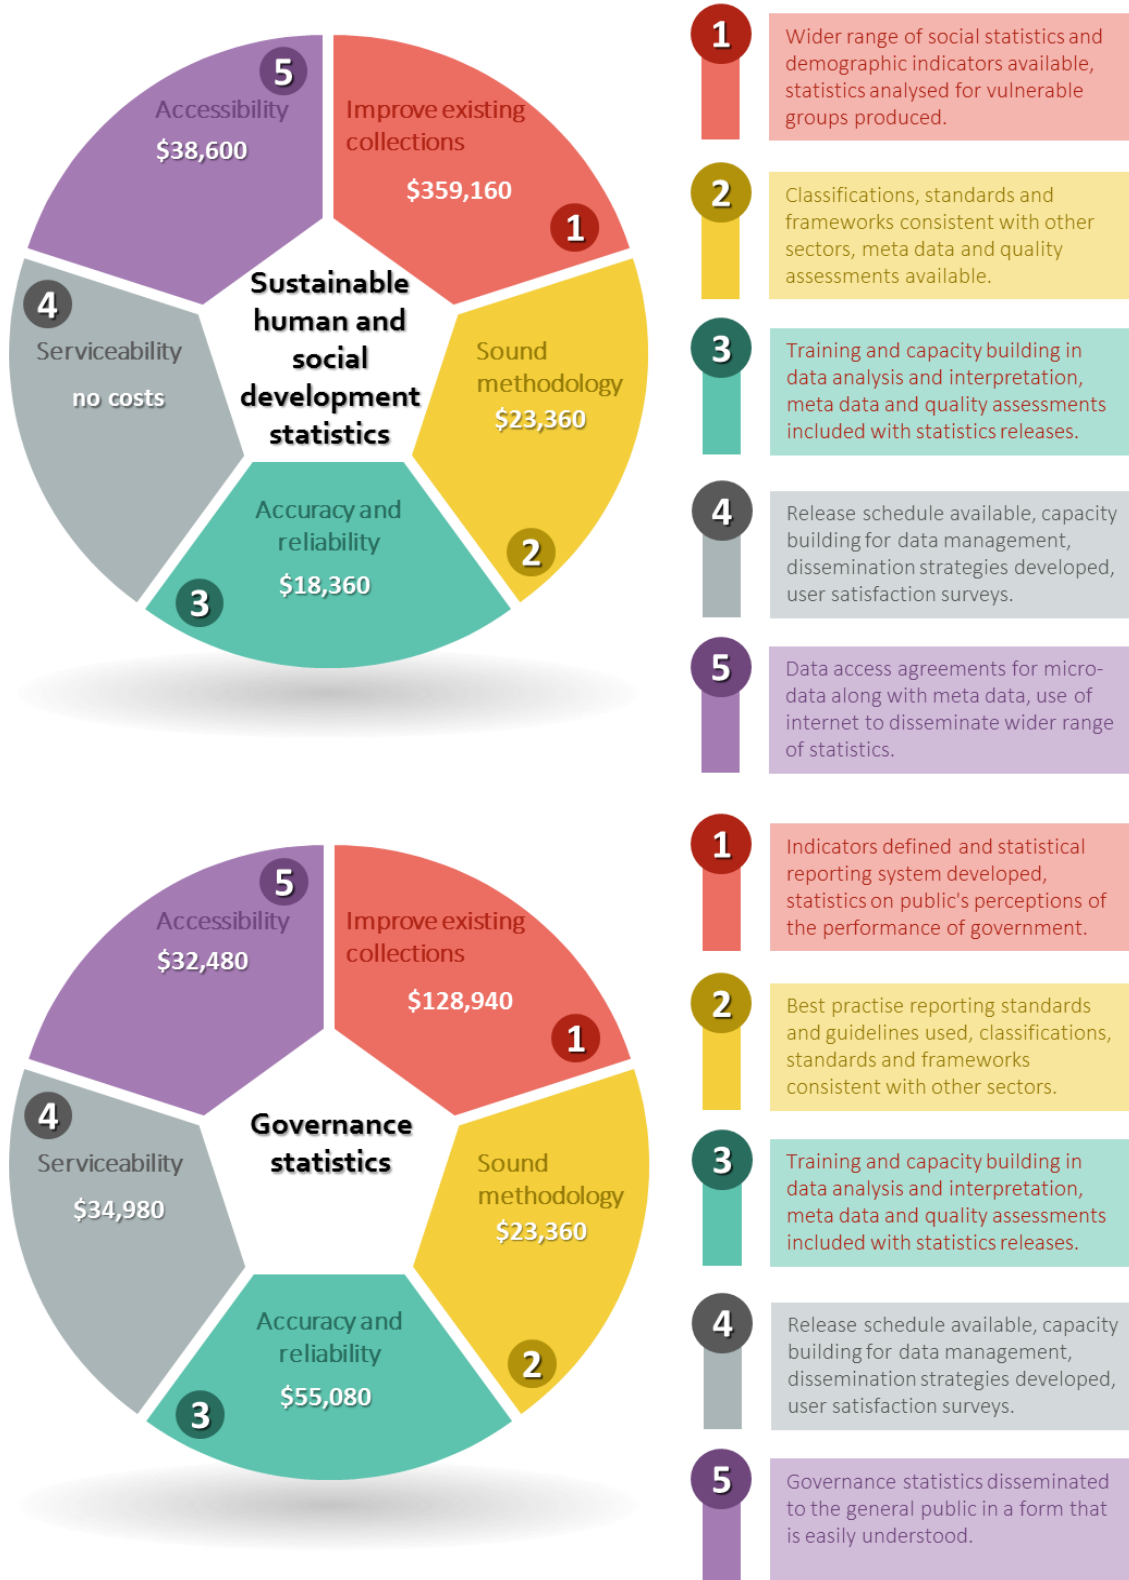 5
Accessibility
$38,600
Improve existing
collections
$359,160
1
4
Serviceability
no costs
Sustainable
human and
social
development
statistics
Sound
methodology
$23,360
2
Accuracy and
reliability
$18,360
3
1
Wider range of social statistics and
demographic indicators available,
statistics analysed for vulnerable
groups produced.
2
Classifications, standards and
frameworks consistent with other
sectors, meta data and quality
assessments available.
3
Training and capacity building in
data analysis and interpretation,
meta data and quality assessments
included with statistics releases.
4
Release schedule available, capacity
building for data management,
dissemination strategies developed,
user satisfaction surveys.
5
Data access agreements for micro-
data along with meta data, use of
internet to disseminate wider range
of statistics.
5
Accessibility
$32,480
Improve existing
collections
$128,940
1
4
Serviceability
$34,980
Governance
statistics
Sound
methodology
$23,360
2
Accuracy and
reliability
$55,080
3
1
Indicators defined and statistical
reporting system developed,
statistics on public's perceptions of
the performance of government.
2
Best practise reporting standards
and guidelines used, classifications,
standards and frameworks
consistent with other sectors.
3
Training and capacity building in
data analysis and interpretation,
meta data and quality assessments
included with statistics releases.
4
Release schedule available, capacity
building for data management,
dissemination strategies developed,
user satisfaction surveys.
5
Governance statistics disseminated
to the general public in a form that
is easily understood.